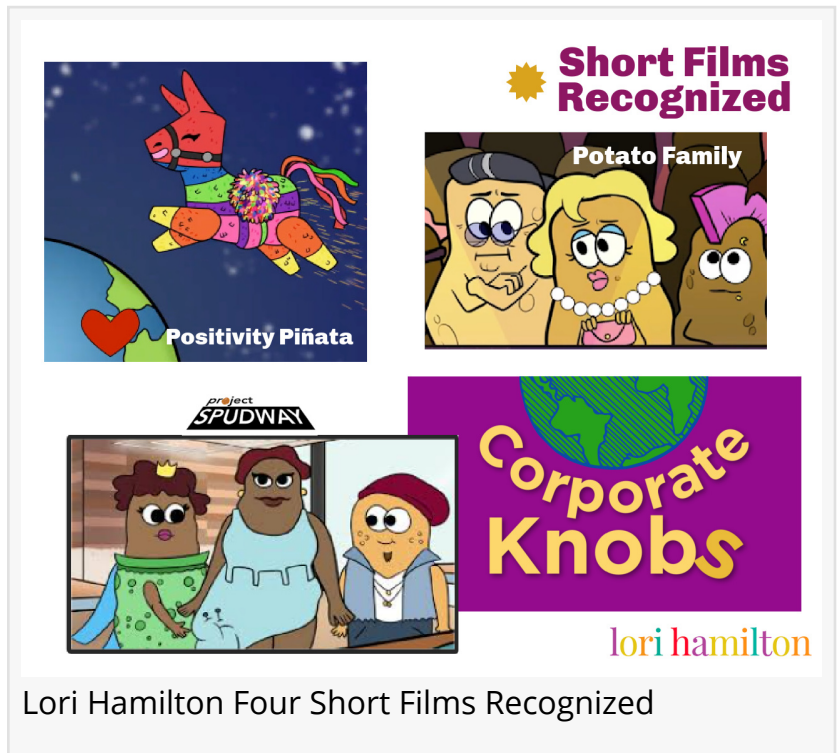 Short Films
Recognized
Positivity Piñata
Potato Family
project
SPUDWAY
Corporate
Knobs
lori hamilton
Lori Hamilton Four Short Films Recognized